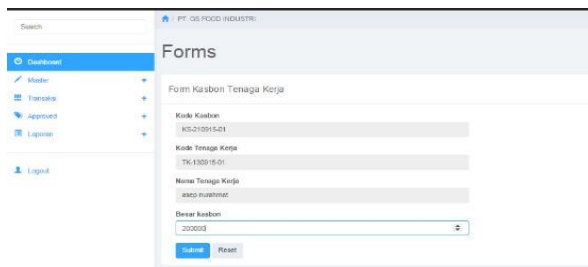 Search
/ PT. GS FOOD INDUSTRI
Forms
Dashboard
Master
Transaksi
Approved
Laporan
Logout
Form Kasbon Tenaga Kerja
Kode Kasbon
KS-210915-01
Kode Tenaga Kerja
TK-130915-01
Nama Tenaga Kerja
asep nurahmat
Besar kasbon
200000
Submit Reset